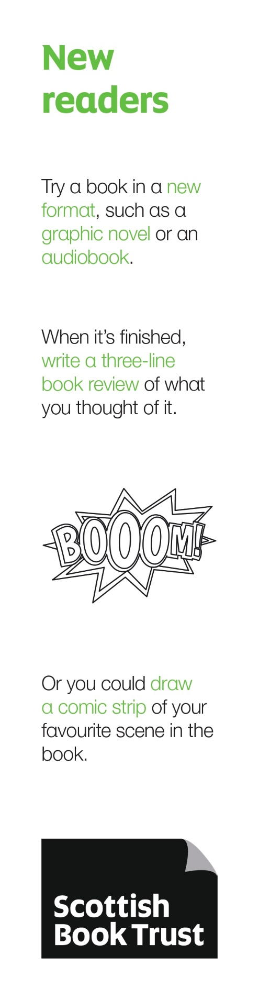 New
readers
Try a book in a new
format, such as a
graphic novel or an
audiobook.
When it’s finished,
write a three-line
book review of what
you thought of it.
BOOOM!
Or you could draw
a comic strip of your
favourite scene in the
book.
Scottish
Book Trust